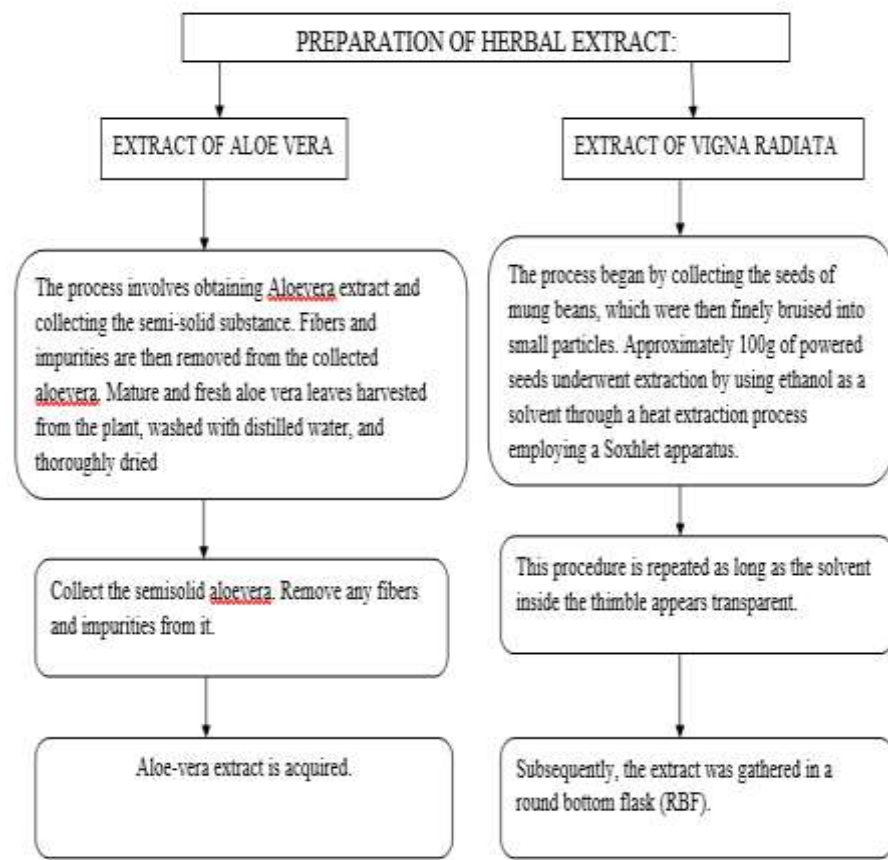 PREPARATION OF HERBAL EXTRACT:
EXTRACT OF ALOE VERA
The process involves obtaining Aloevera extract and
collecting the semi-solid substance. Fibers and
impurities are then removed from the collected
aloevera. Mature and fresh aloe vera leaves harvested
from the plant, washed with distilled water, and
thoroughly dried
Collect the semisolid aloevera. Remove any fibers
and impurities from it.
Aloe-vera extract is acquired.
EXTRACT OF VIGNA RADIATA
The process began by collecting the seeds of
mung beans, which were then finely bruised into
small particles. Approximately 100g of powered
seeds underwent extraction by using ethanol as a
solvent through a heat extraction process
employing a Soxhlet apparatus.
This procedure is repeated as long as the solvent
inside the thimble appears transparent.
Subsequently, the extract was gathered in a
round bottom flask (RBF).